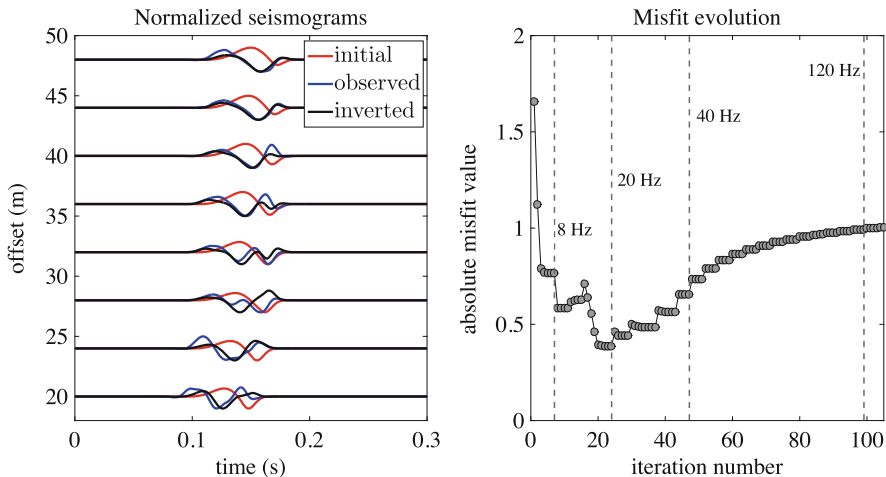 Normalized seismograms
50
45
40
35
30
25
20
offset (m)
0
0.1
0.2
0.3
time (s)
initial
observed
inverted
Misfit evolution
2
1.5
1
0.5
0
absolute misfit value
0
20
40
60
80
100
iteration number
8 Hz
20 Hz
40 Hz
120 Hz